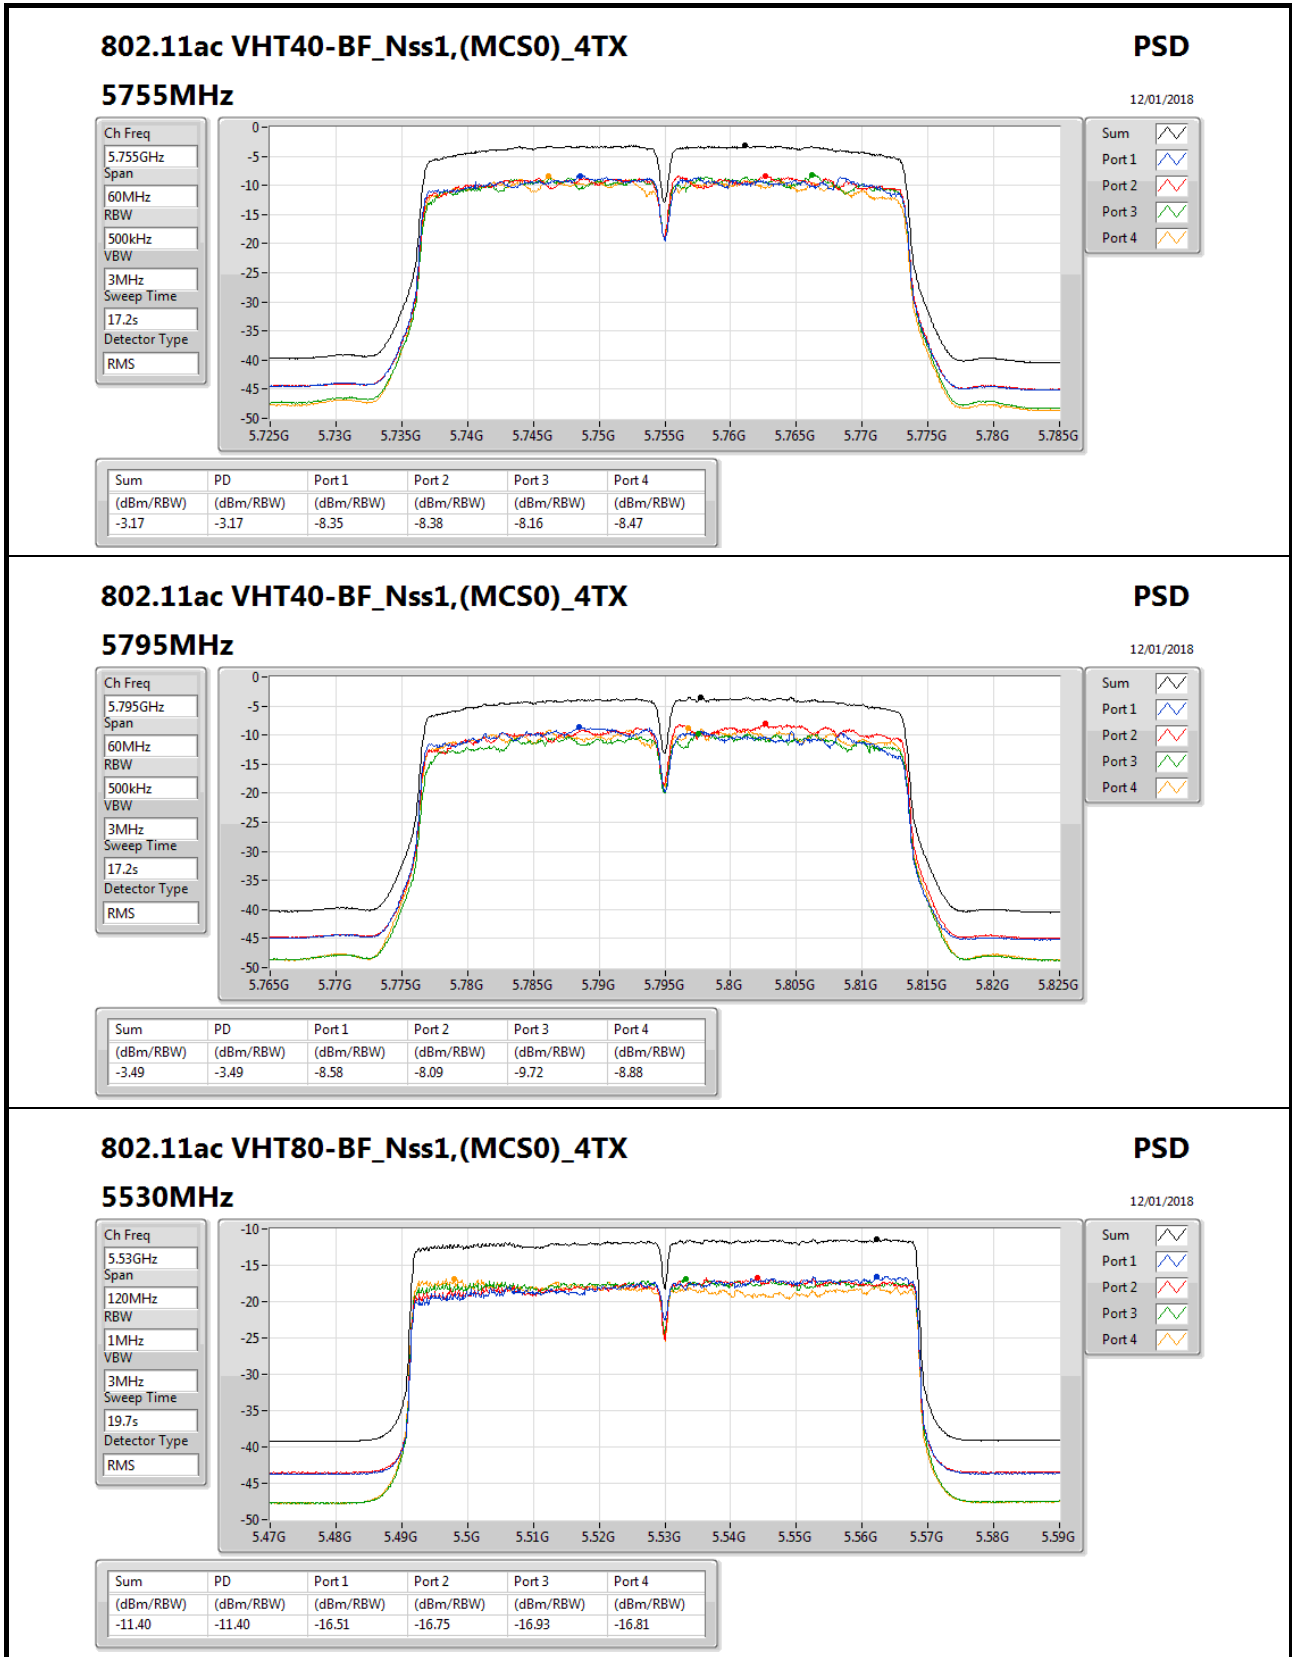 802.11ac VHT40-BF_Nss1,(MCS0)_4TX PSD
5755MHz
12/01/2018
Ch Freq
5.755GHz
Span
60MHz
RBW
500kHz
VBW
3MHz
Sweep Time
17.2s
Detector Type
RMS
0
-5
-10
-15
-20
-25
-30
-35
-40
-45
-50
5.725G 5.73G 5.735G 5.74G 5.745G 5.75G 5.755G 5.76G 5.765G 5.77G 5.775G 5.78G 5.785G
Sum
Port 1
Port 2
Port 3
Port 4
Sum PD Port 1 Port 2 Port 3 Port 4
(dBm/RBW) (dBm/RBW) (dBm/RBW) (dBm/RBW) (dBm/RBW) (dBm/RBW)
-3.17 -3.17 -8.35 -8.38 -8.16 -8.47
802.11ac VHT40-BF_Nss1,(MCS0)_4TX PSD
5795MHz
12/01/2018
Ch Freq
5.795GHz
Span
60MHz
RBW
500kHz
VBW
3MHz
Sweep Time
17.2s
Detector Type
RMS
0
-5
-10
-15
-20
-25
-30
-35
-40
-45
-50
5.765G 5.77G 5.775G 5.78G 5.785G 5.79G 5.795G 5.8G 5.805G 5.81G 5.815G 5.82G 5.825G
Sum
Port 1
Port 2
Port 3
Port 4
Sum PD Port 1 Port 2 Port 3 Port 4
(dBm/RBW) (dBm/RBW) (dBm/RBW) (dBm/RBW) (dBm/RBW) (dBm/RBW)
-3.49 -3.49 -8.58 -8.09 -9.72 -8.88
802.11ac VHT80-BF_Nss1,(MCS0)_4TX PSD
5530MHz
12/01/2018
Ch Freq
5.53GHz
Span
120MHz
RBW
1MHz
VBW
3MHz
Sweep Time
19.7s
Detector Type
RMS
-10
-15
-20
-25
-30
-35
-40
-45
-50
5.47G 5.48G 5.49G 5.5G 5.51G 5.52G 5.53G 5.54G 5.55G 5.56G 5.57G 5.58G 5.59G
Sum
Port 1
Port 2
Port 3
Port 4
Sum PD Port 1 Port 2 Port 3 Port 4
(dBm/RBW) (dBm/RBW) (dBm/RBW) (dBm/RBW) (dBm/RBW) (dBm/RBW)
-11.40 -11.40 -16.51 -16.75 -16.93 -16.81